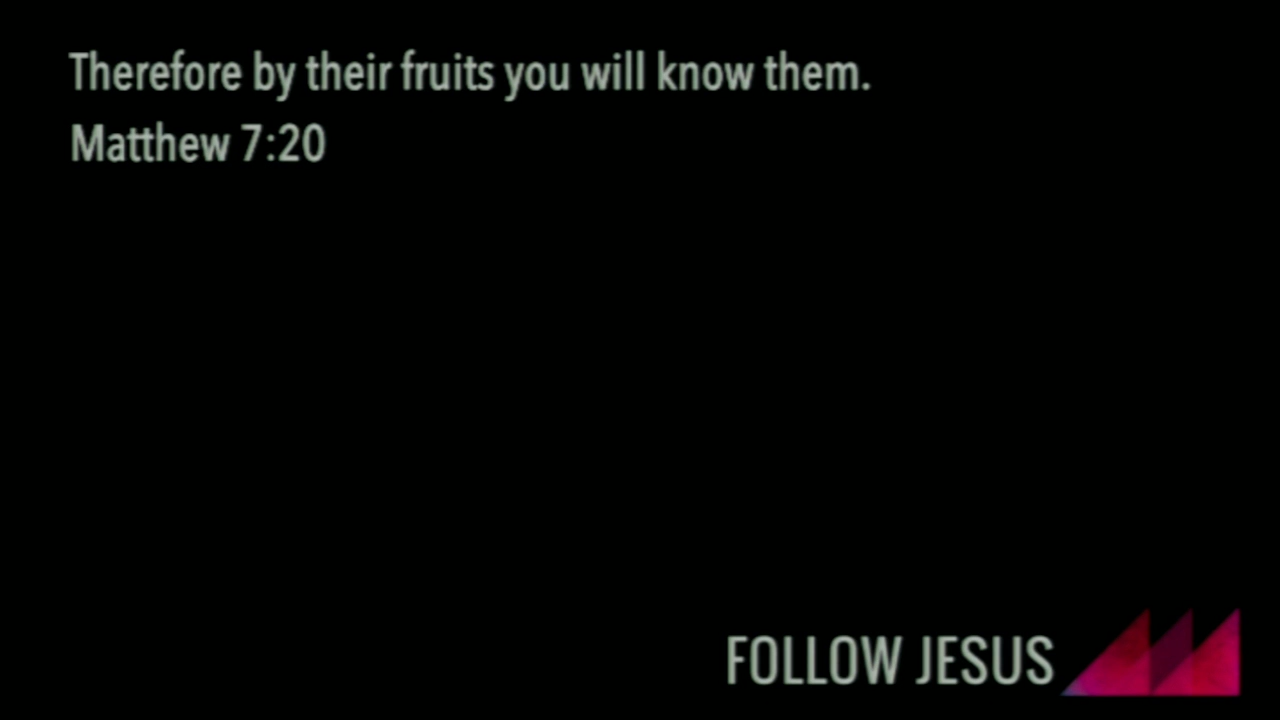 Therefore by their fruits you will know them.
Matthew 7:20
FOLLOW JESUS